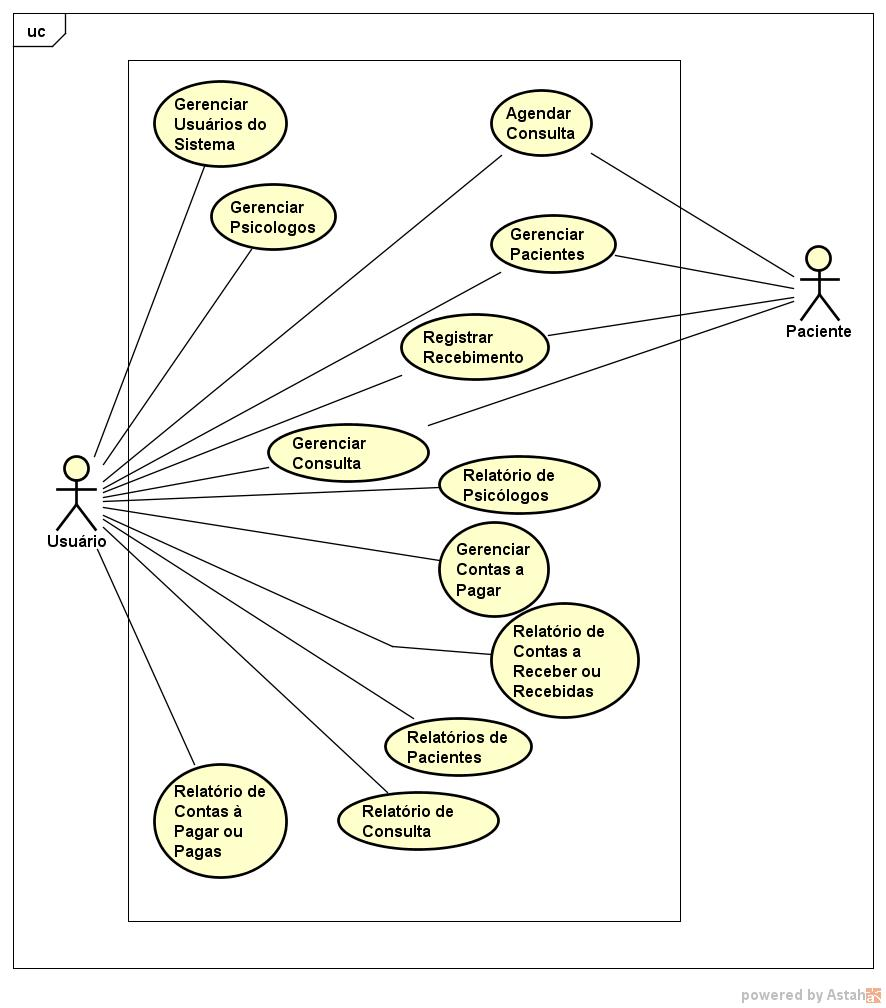 uc
Gerenciar
Usuários do
Sistema
Agendar
Consulta
Gerenciar
Psicologos
Gerenciar
Pacientes
Paciente
Registrar
Recebimento
Gerenciar
Consulta
Relatório de
Psicólogos
Usuário
Gerenciar
Contas a
Pagar
Relatório de
Contas a
Receber ou
Recebidas
Relatórios de
Pacientes
Relatório de
Contas à
Pagar ou
Pagas
Relatório de
Consulta
powered by Astah